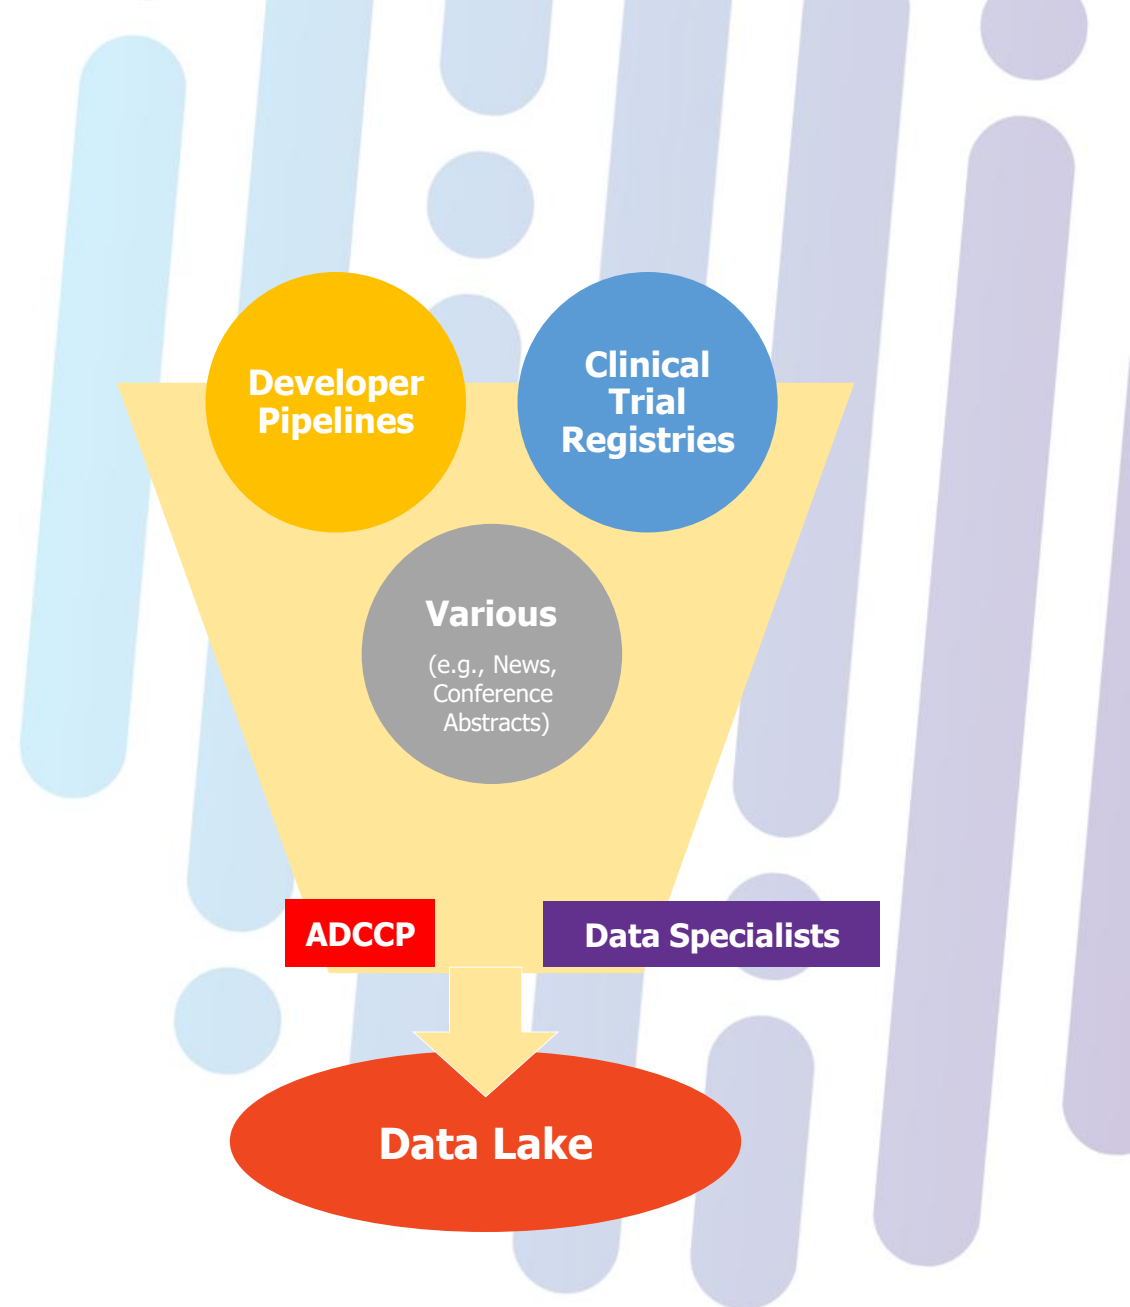 Developer
Pipelines
Clinical
Trial
Registries
Various
(e.g., News,
Conference
Abstracts)
ADCCP
Data Specialists
Data Lake